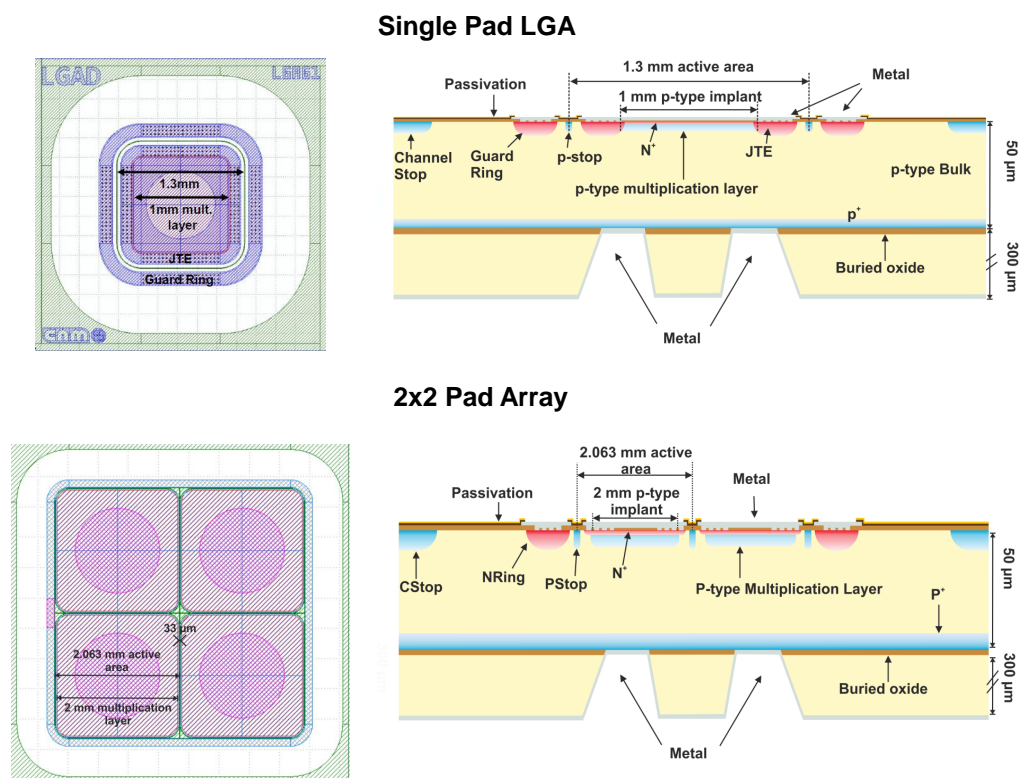 Single Pad LGA
LGAD
LGA61
1.3mm
1mm mult.
layer
JTE
Guard Ring
cnm
1.3 mm active area
Metal
Passivation
1 mm p-type implant
Channel
Stop
Guard
Ring
p-stop
N+
JTE
p-type multiplication layer
p-type Bulk
50 µm
p+
300 µm
Buried oxide
Metal
2x2 Pad Array
33 µm
2.063 mm active
area
2 mm multiplication
layer
2.063 mm active
area
Metal
Passivation
2 mm p-type
implant
CStop
NRing
PStop
N+
P-type Multiplication Layer
50 µm
P+
300 µm
Buried oxide
Metal